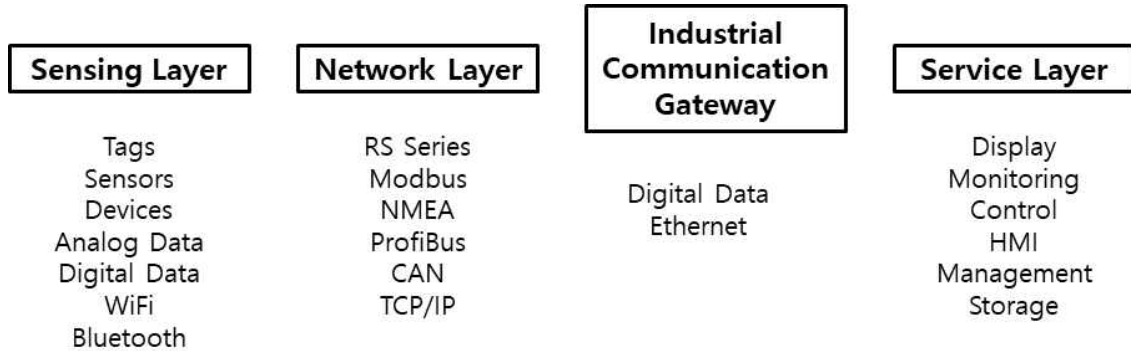 Sensing Layer
Tags
Sensors
Devices
Analog Data
Digital Data
WiFi
Bluetooth
Network Layer
RS Series
Modbus
NMEA
ProfiBus
CAN
TCP/IP
Industrial
Communication
Gateway
Digital Data
Ethernet
Service Layer
Display
Monitoring
Control
HMI
Management
Storage